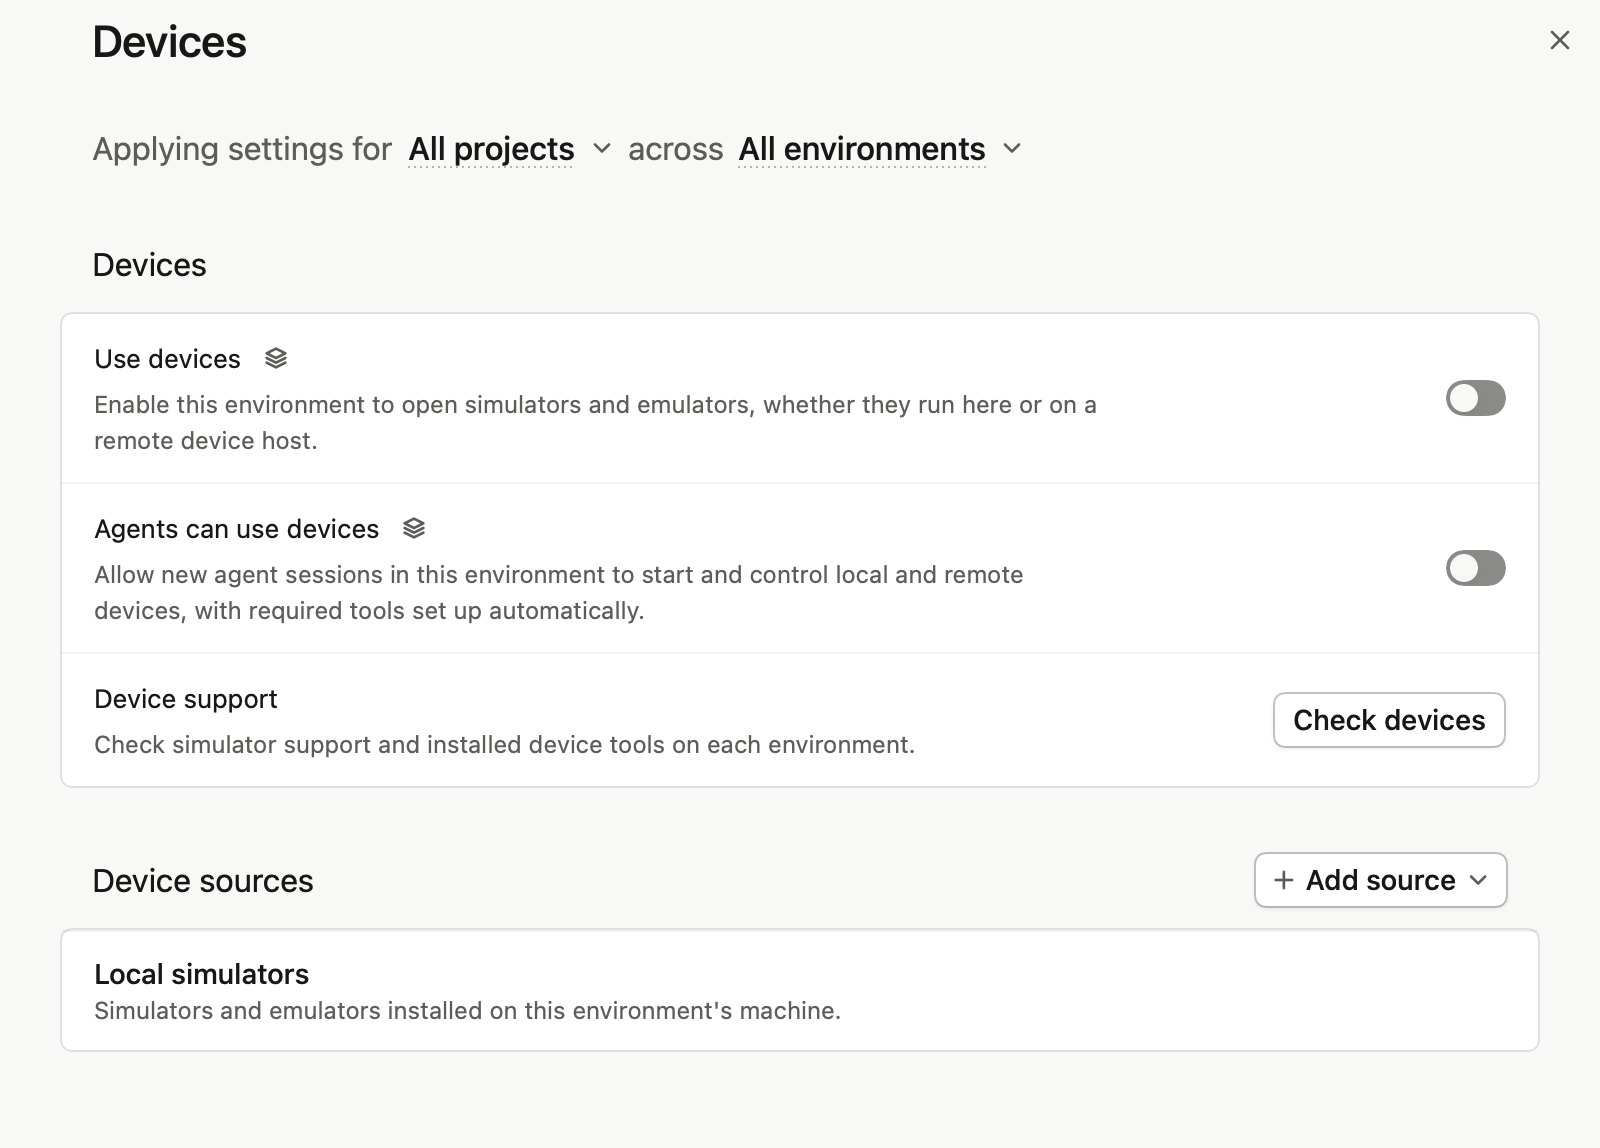 Devices
Applying settings for All projects across All environments
Devices
Use devices
Enable this environment to open simulators and emulators, whether they run here or on a
remote device host.
Agents can use devices
Allow new agent sessions in this environment to start and control local and remote
devices, with required tools set up automatically.
Device support
Check simulator support and installed device tools on each environment.
Check devices
Device sources
Add source
Local simulators
Simulators and emulators installed on this environment's machine.